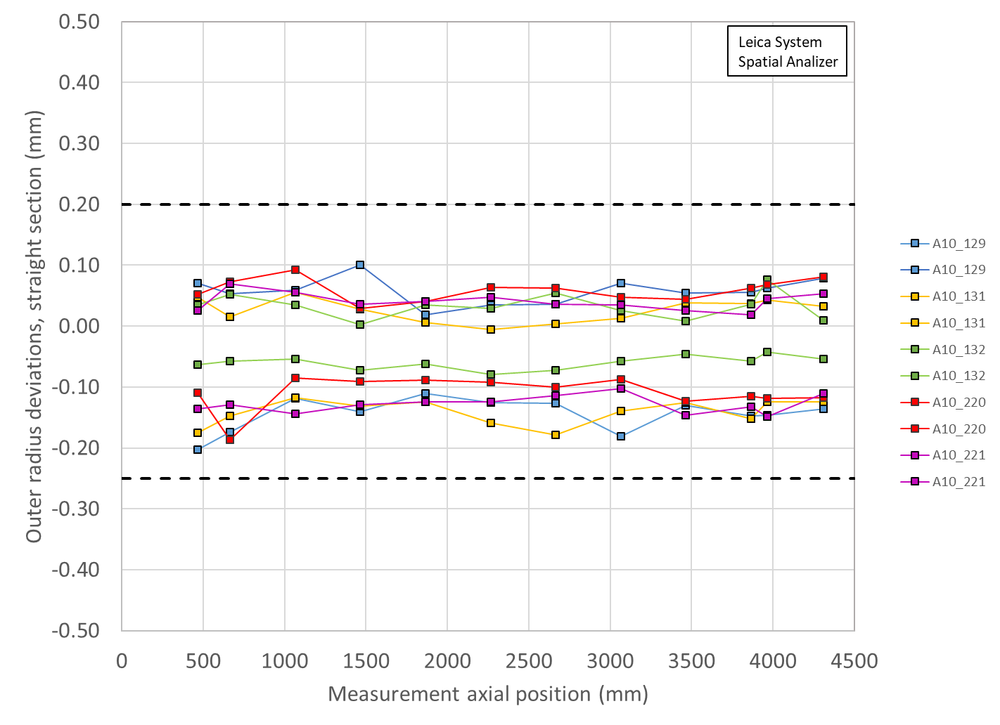 Leica System
Spatial Analizer
Outer radius deviations, straight section (mm)
0.50
0.40
0.30
0.20
0.10
0.00
-0.10
-0.20
-0.30
-0.40
-0.50
0 500 1000 1500 2000 2500 3000 3500 4000 4500
Measurement axial position (mm)
A10_129
A10_129
A10_131
A10_131
A10_132
A10_132
A10_220
A10_220
A10_221
A10_221